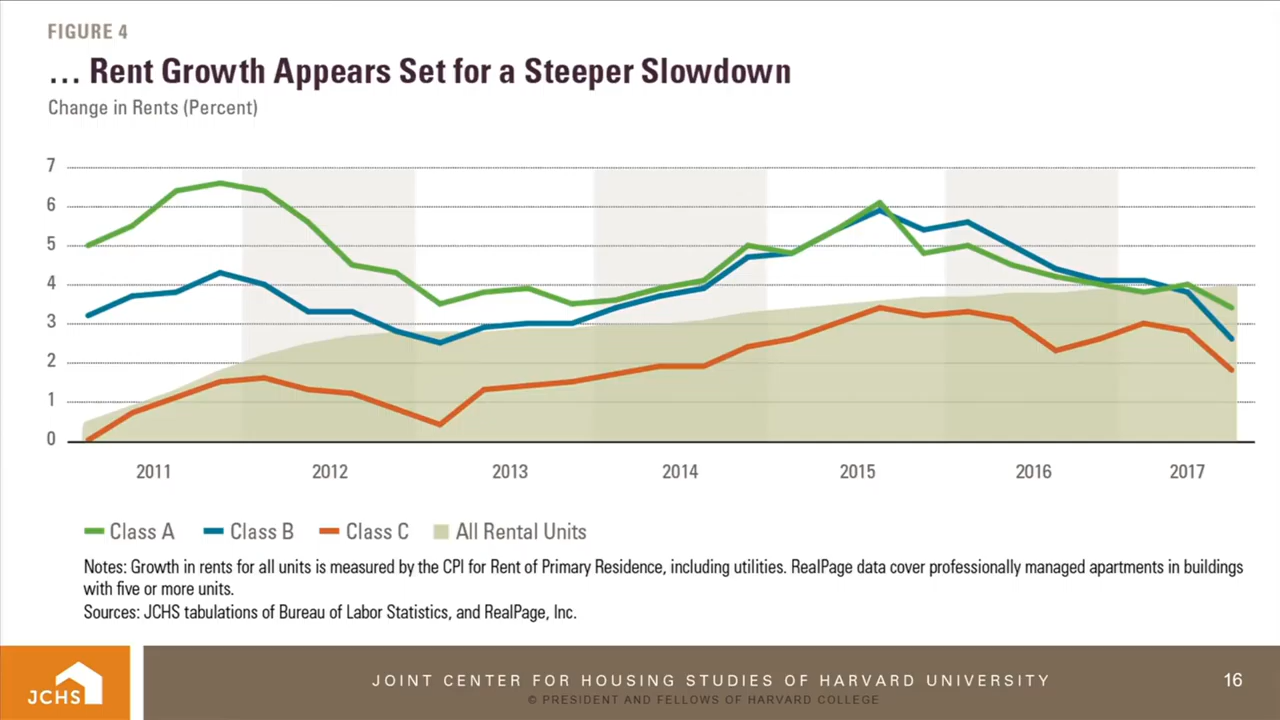 FIGURE 4
... Rent Growth Appears Set for a Steeper Slowdown
Change in Rents (Percent)
7
6
5
4
3
2
1
0
2011 2012 2013 2014 2015 2016 2017
Class A Class B Class C All Rental Units
Notes: Growth in rents for all units is measured by the CPI for Rent of Primary Residence, including utilities. RealPage data cover professionally managed apartments in buildings
with five or more units.
Sources: JCHS tabulations of Bureau of Labor Statistics, and RealPage, Inc.
JCHS
JOINT CENTER FOR HOUSING STUDIES OF HARVARD UNIVERSITY 16
© PRESIDENT AND FELLOWS OF HARVARD COLLEGE